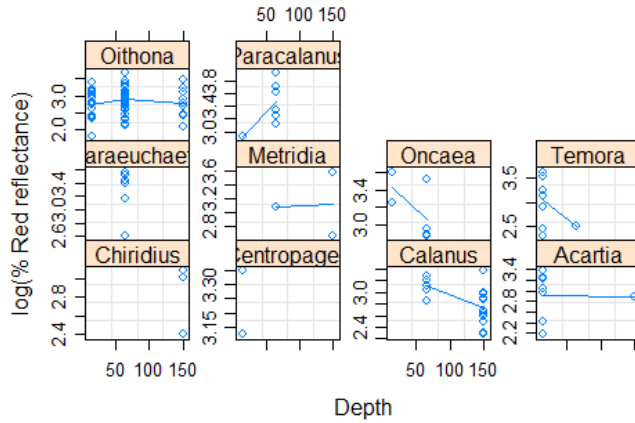 50 100 150
Oithona Paracalanus
3.0
2.0
3.0 3.4 3.8
araeuchaet Metridia Oncaea Temora
2.6 3.0 3.4
2.8 3.2 3.6
3.0 3.4
2.5 3.5
Chiridius Centropage Calanus Acartia
2.4 2.8
3.15 3.30
2.4 3.0
2.2 2.8 3.4
50 100 150 50 100 150
log(% Red reflectance)
Depth